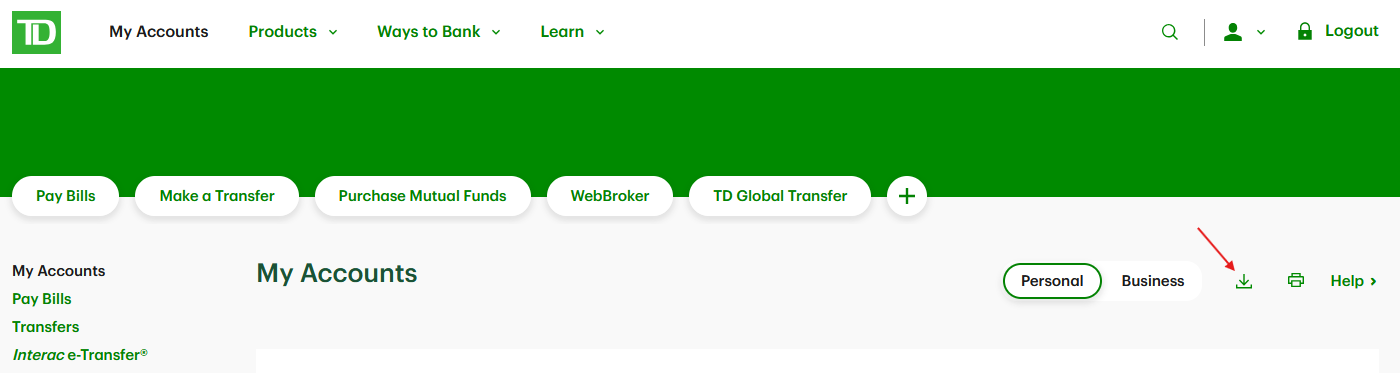 TD My Accounts Products Ways to Bank Learn Logout
Pay Bills Make a Transfer Purchase Mutual Funds WebBroker TD Global Transfer
My Accounts
Pay Bills
Transfers
Interac e-Transfer®
My Accounts Personal Business Help